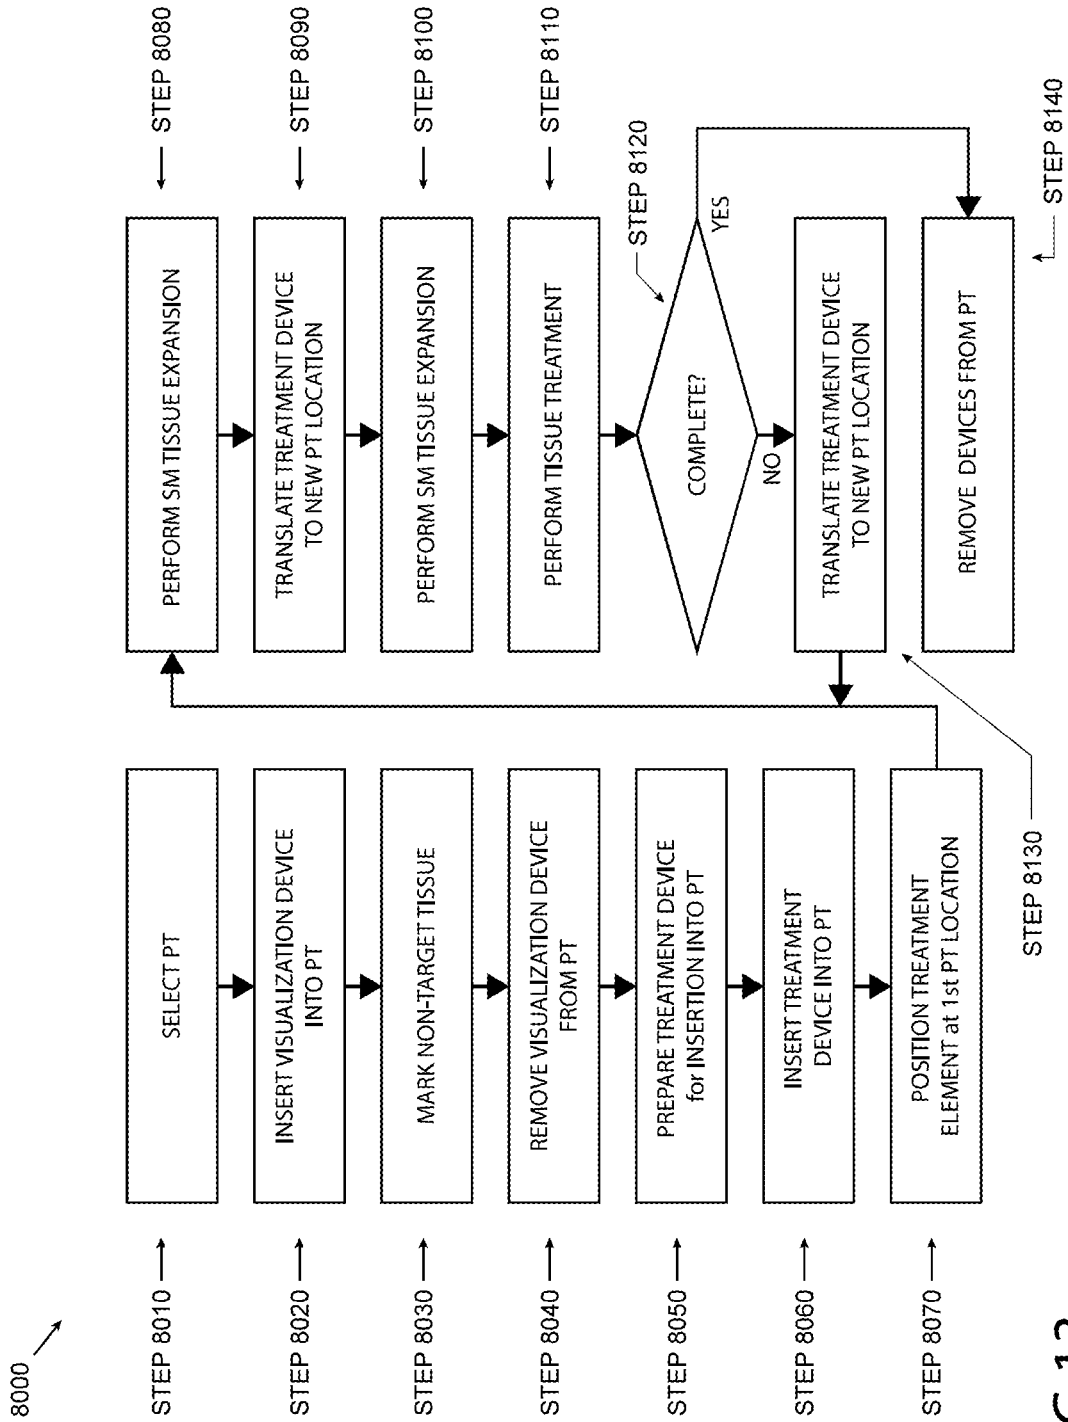 8000
STEP 8010
SELECT PT
STEP 8020
INSERT VISUALIZATION DEVICE
INTO PT
STEP 8030
MARK NON-TARGET TISSUE
STEP 8040
REMOVE VISUALIZATION DEVICE
FROM PT
STEP 8050
PREPARE TREATMENT DEVICE
for INSERTION INTO PT
STEP 8060
INSERT TREATMENT
DEVICE INTO PT
STEP 8070
POSITION TREATMENT
ELEMENT at 1st PT LOCATION
PERFORM SM TISSUE EXPANSION
STEP 8080
TRANSLATE TREATMENT DEVICE
TO NEW PT LOCATION
STEP 8090
PERFORM SM TISSUE EXPANSION
STEP 8100
PERFORM TISSUE TREATMENT
STEP 8110
COMPLETE?
STEP 8120
YES
NO
TRANSLATE TREATMENT DEVICE
TO NEW PT LOCATION
STEP 8130
REMOVE DEVICES FROM PT
STEP 8140